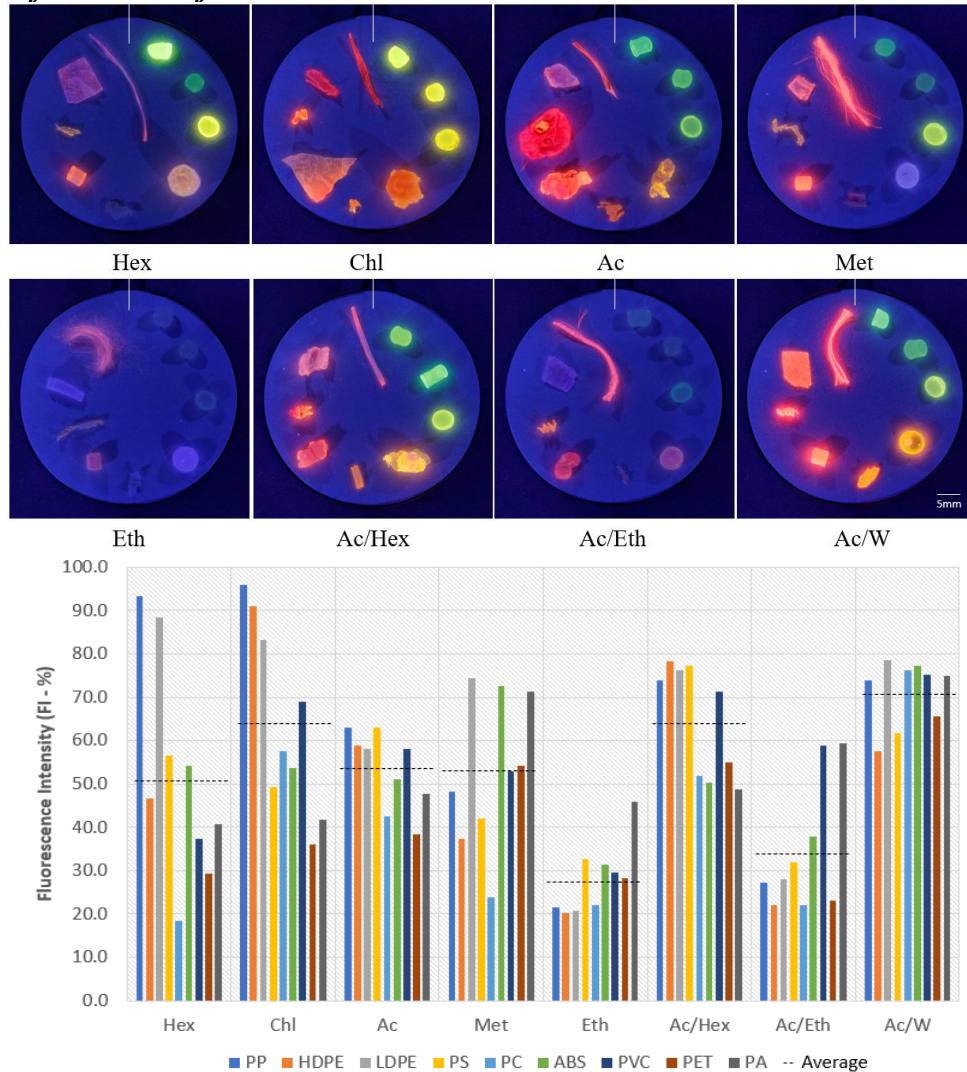 Hex Chl Ac Met
5mm
Eth Ac/Hex Ac/Eth Ac/W
Fluorescence Intensity (FI - %)
100.0
90.0
80.0
70.0
60.0
50.0
40.0
30.0
20.0
10.0
0.0
Hex Chl Ac Met Eth Ac/Hex Ac/Eth Ac/W
PP HDPE LDPE PS PC ABS PVC PET PA -- Average